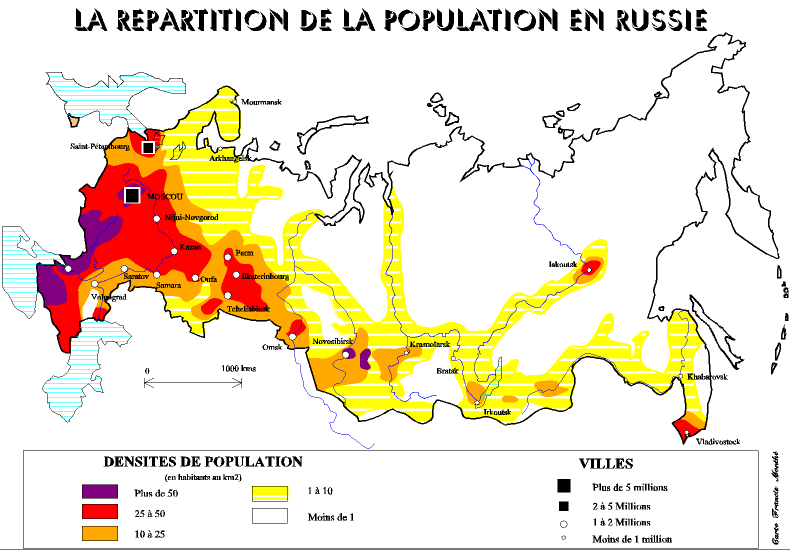 LA REPARTITION DE LA POPULATION EN RUSSIE
Mourmansk
Saint-Pétersbourg
Arkhangelsk
MOSCOU
Nijni-Novgorod
Kazan
Perm
Iakoutsk
Saratov
Samara
Oufa
Ekaterinbourg
Volgograd
Tcheliabinsk
Omsk
Novosibirsk
Krasnoïarsk
Bratsk
Khabarovsk
Irkoutsk
Vladivostock
0 1000 kms
DENSITES DE POPULATION
(en habitants au km2)
Plus de 50
25 à 50
10 à 25
1 à 10
Moins de 1
VILLES
Plus de 5 millions
2 à 5 Millions
1 à 2 Millions
Moins de 1 million
Carte Francis Monthé